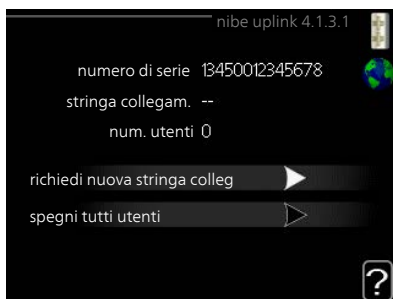 nibe uplink 4.1.3.1
numero di serie 13450012345678
stringa collegam. --
num. utenti 0
richiedi nuova stringa colleg
spegni tutti utenti
?